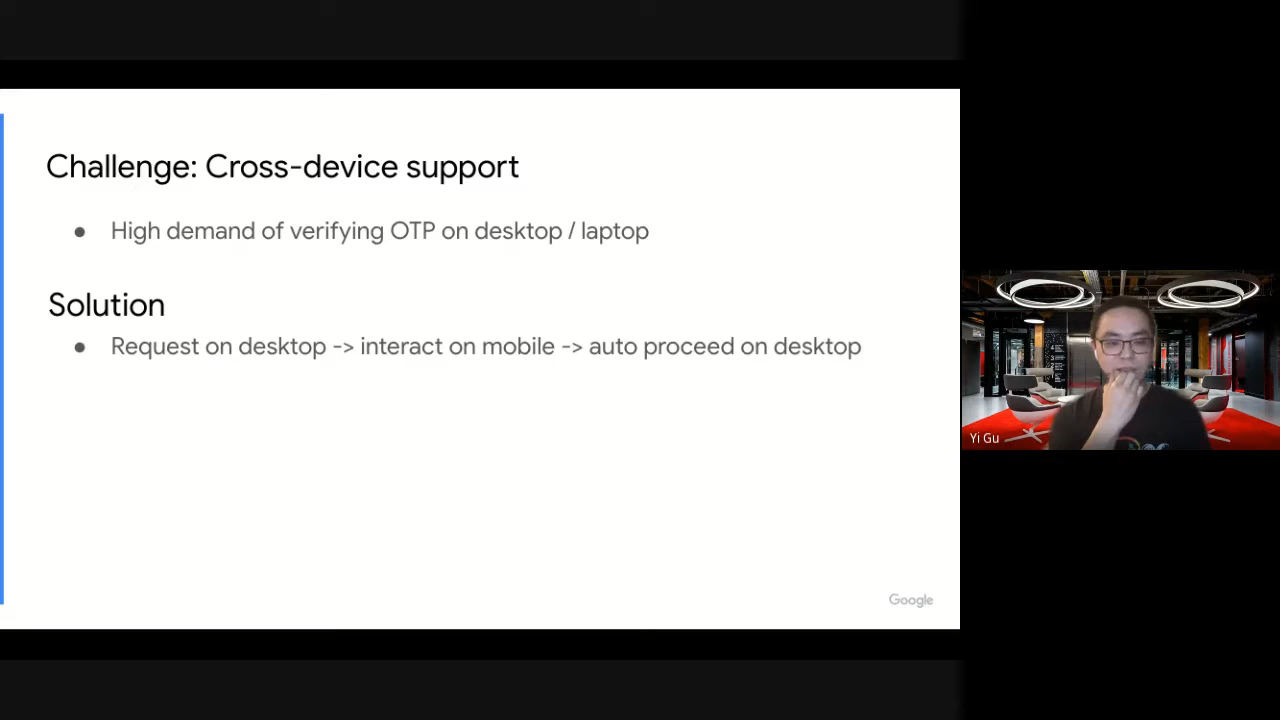 Challenge: Cross-device support
● High demand of verifying OTP on desktop / laptop
Solution
● Request on desktop -> interact on mobile -> auto proceed on desktop
Google
Yi Gu